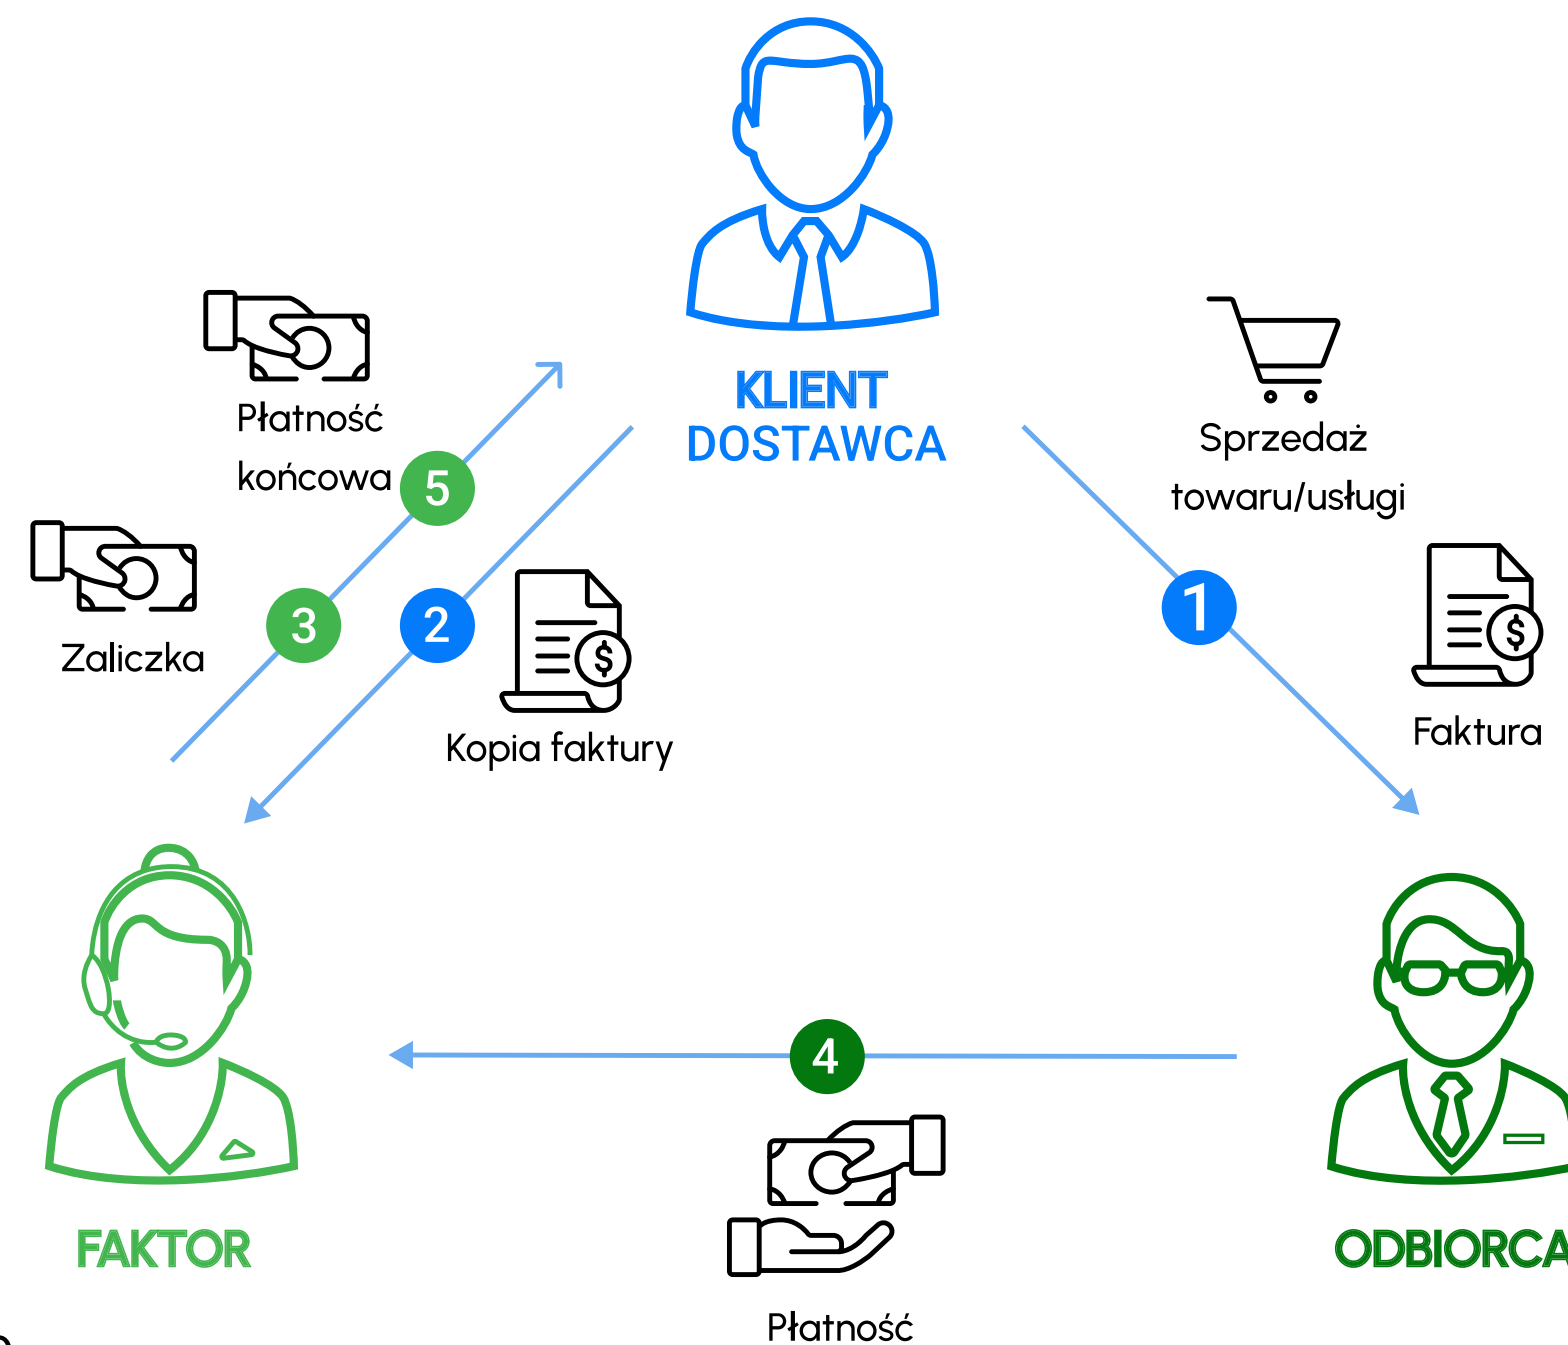 KLIENT
DOSTAWCA
Płatność
końcowa
5
Sprzedaż
towaru/usługi
Zaliczka
3
2
1
$
$
Kopia faktury
Faktura
4
FAKTOR
ODBIORCA
Płatność